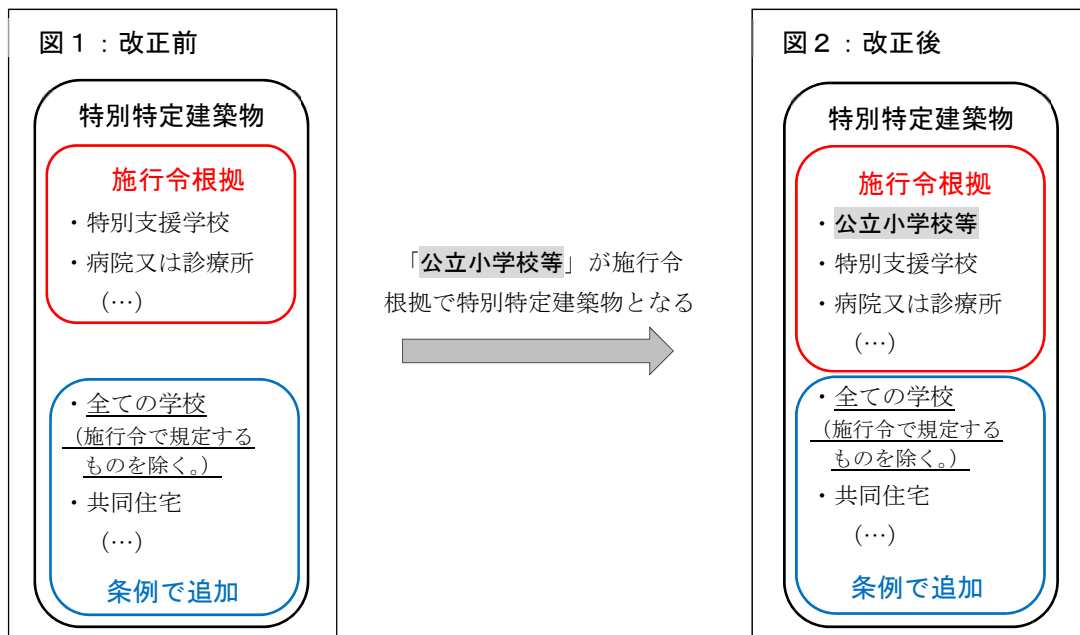 図1：改正前
特別特定建築物
施行令根拠
・特別支援学校
・病院又は診療所
(…)
・全ての学校
（施行令で規定する
ものを除く。）
・共同住宅
(…)
条例で追加
「公立小学校等」が施行令
根拠で特別特定建築物となる
図2：改正後
特別特定建築物
施行令根拠
・公立小学校等
・特別支援学校
・病院又は診療所
(…)
・全ての学校
（施行令で規定する
ものを除く。）
・共同住宅
(…)
条例で追加